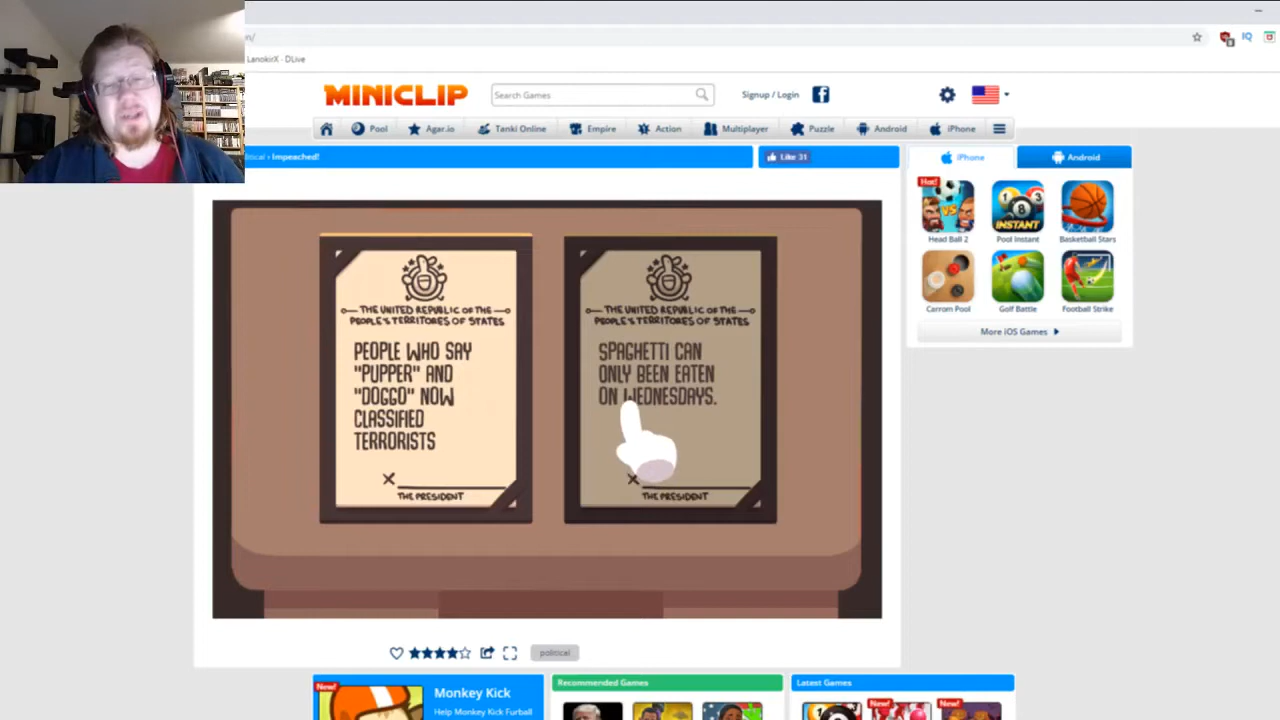 LanokirX - DLive
MINICLIP
Search Games
Signup / Login
Pool
Agar.io
Tanki Online
Empire
Action
Multiplayer
Puzzle
Android
iPhone
Impeached!
Like 31
iPhone
Android
Hot!
Head Ball 2
Pool Instant
Basketball Stars
Carrom Pool
Golf Battle
Football Strike
More iOS Games
THE UNITED REPUBLIC OF THE
PEOPLE'S TERRITORES OF STATES
PEOPLE WHO SAY
"PUPPER" AND
"DOGGO" NOW
CLASSIFIED
TERRORISTS
X
THE PRESIDENT
THE UNITED REPUBLIC OF THE
PEOPLE'S TERRITORES OF STATES
SPAGHETTI CAN
ONLY BEEN EATEN
ON WEDNESDAYS.
X
THE PRESIDENT
political
New!
Monkey Kick
Help Monkey Kick Furball
Recommended Games
Latest Games
New!
New!